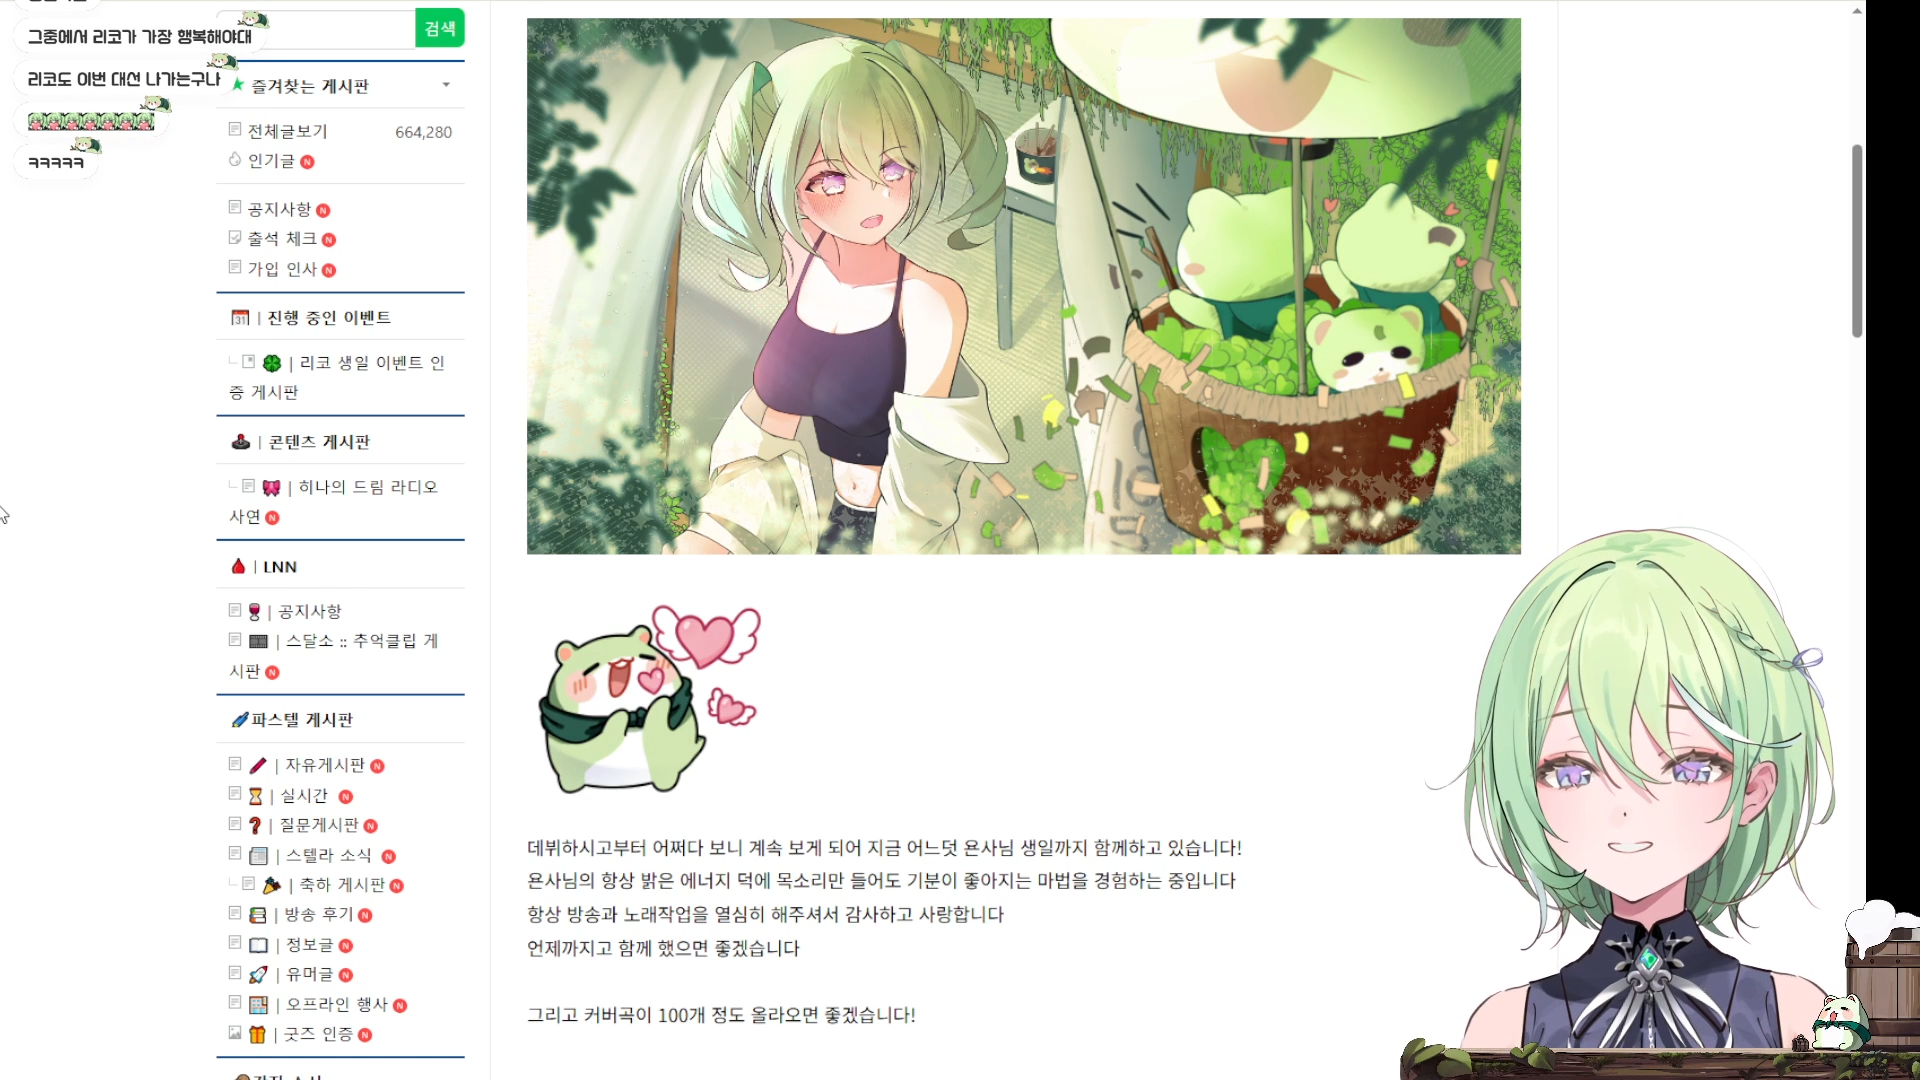 그중에서 리코가 가장 행복해야대
리코도 이번 대선 나가는구나
ㅋㅋㅋㅋㅋ
검색
즐겨찾는 게시판
전체글보기 664,280
인기글 N
공지사항 N
출석 체크 N
가입 인사 N
31 | 진행 중인 이벤트
| 리코 생일 이벤트 인
증 게시판
| 콘텐츠 게시판
| 히나의 드림 라디오
사연 N
| LNN
| 공지사항
| 스달소 :: 추억클립 게
시판 N
파스텔 게시판
| 자유게시판 N
| 실시간 N
| 질문게시판 N
| 스텔라 소식 N
| 축하 게시판 N
| 방송 후기 N
| 정보글 N
| 유머글 N
| 오프라인 행사 N
| 굿즈 인증 N
데뷔하시고부터 어쩌다 보니 계속 보게 되어 지금 어느덧 욘사님 생일까지 함께하고 있습니다!
욘사님의 항상 밝은 에너지 덕에 목소리만 들어도 기분이 좋아지는 마법을 경험하는 중입니다
항상 방송과 노래작업을 열심히 해주셔서 감사하고 사랑합니다
언제까지고 함께 했으면 좋겠습니다
그리고 커버곡이 100개 정도 올라오면 좋겠습니다!